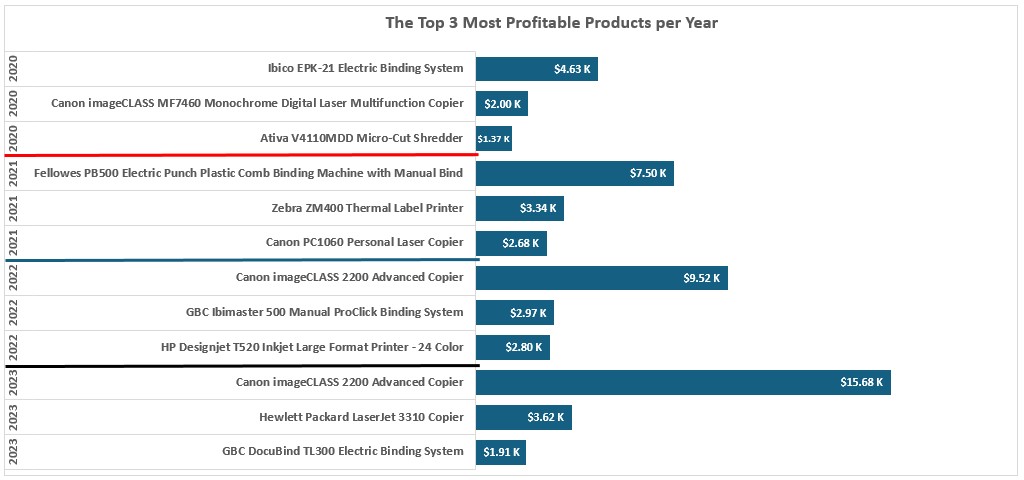 The Top 3 Most Profitable Products per Year
2020 Ibico EPK-21 Electric Binding System $4.63 K
2020 Canon imageCLASS MF7460 Monochrome Digital Laser Multifunction Copier $2.00 K
2020 Ativa V4110MDD Micro-Cut Shredder $1.37 K
2021 Fellowes PB500 Electric Punch Plastic Comb Binding Machine with Manual Bind $7.50 K
2021 Zebra ZM400 Thermal Label Printer $3.34 K
2021 Canon PC1060 Personal Laser Copier $2.68 K
2022 Canon imageCLASS 2200 Advanced Copier $9.52 K
2022 GBC Ibimaster 500 Manual ProClick Binding System $2.97 K
2022 HP Designjet T520 Inkjet Large Format Printer - 24 Color $2.80 K
2023 Canon imageCLASS 2200 Advanced Copier $15.68 K
2023 Hewlett Packard LaserJet 3310 Copier $3.62 K
2023 GBC DocuBind TL300 Electric Binding System $1.91 K